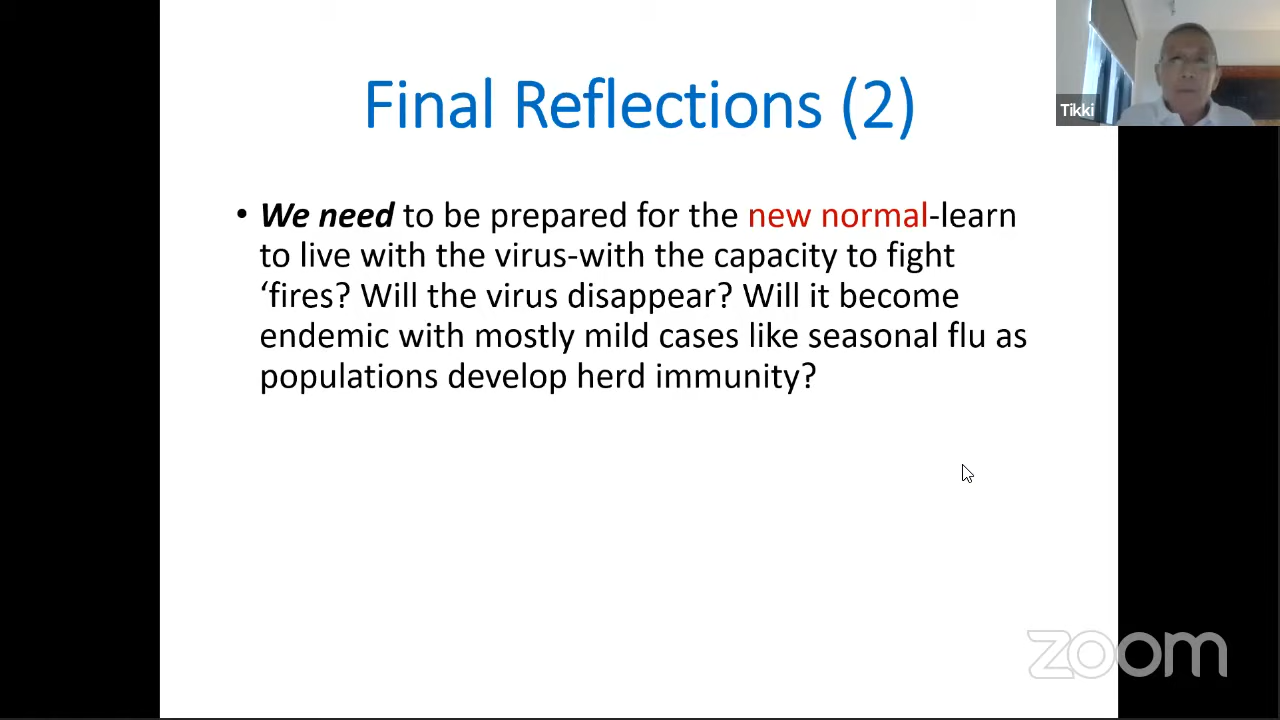 Final Reflections (2)
Tikki
• We need to be prepared for the new normal-learn
to live with the virus-with the capacity to fight
‘fires? Will the virus disappear? Will it become
endemic with mostly mild cases like seasonal flu as
populations develop herd immunity?
zoom